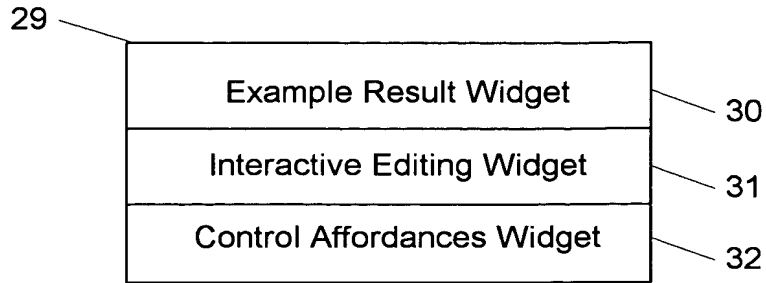 29
Example Result Widget
30
Interactive Editing Widget
31
Control Affordances Widget
32